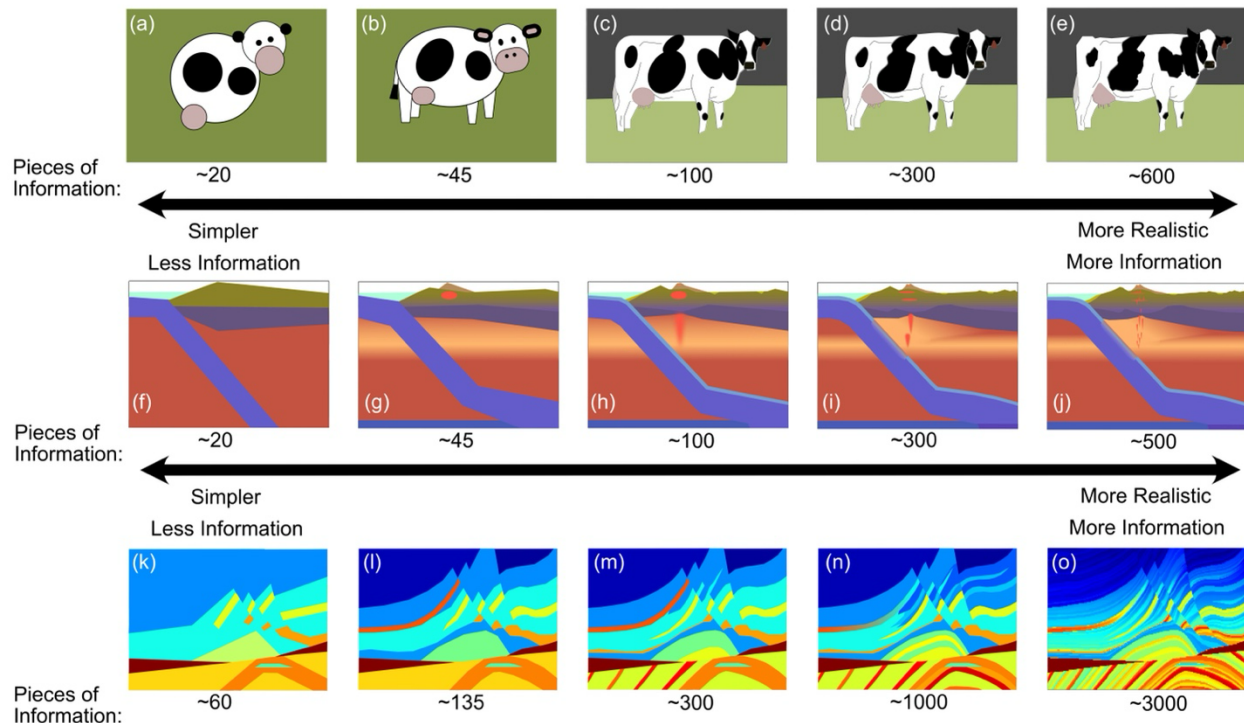 (a) (b) (c) (d) (e)
Pieces of
Information: ~20 ~45 ~100 ~300 ~600
Simpler More Realistic
Less Information More Information
(f) (g) (h) (i) (j)
Pieces of
Information: ~20 ~45 ~100 ~300 ~500
Simpler More Realistic
Less Information More Information
(k) (l) (m) (n) (o)
Pieces of
Information: ~60 ~135 ~300 ~1000 ~3000